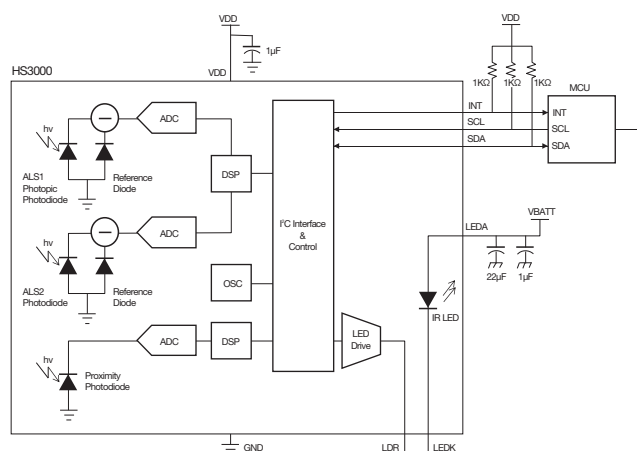 VDD
1µF
VDD
HS3000
VDD
1KΩ
1KΩ
1KΩ
MCU
INT
INT
SCL
SCL
SDA
SDA
hv
ADC
ALS1
Photopic
Photodiode
Reference
Diode
DSP
hv
ADC
ALS2
Photodiode
Reference
Diode
OSC
I²C Interface
&
Control
VBATT
LEDA
22µF
1µF
IR LED
LED
Drive
hv
ADC
DSP
Proximity
Photodiode
GND
LDR
LEDK